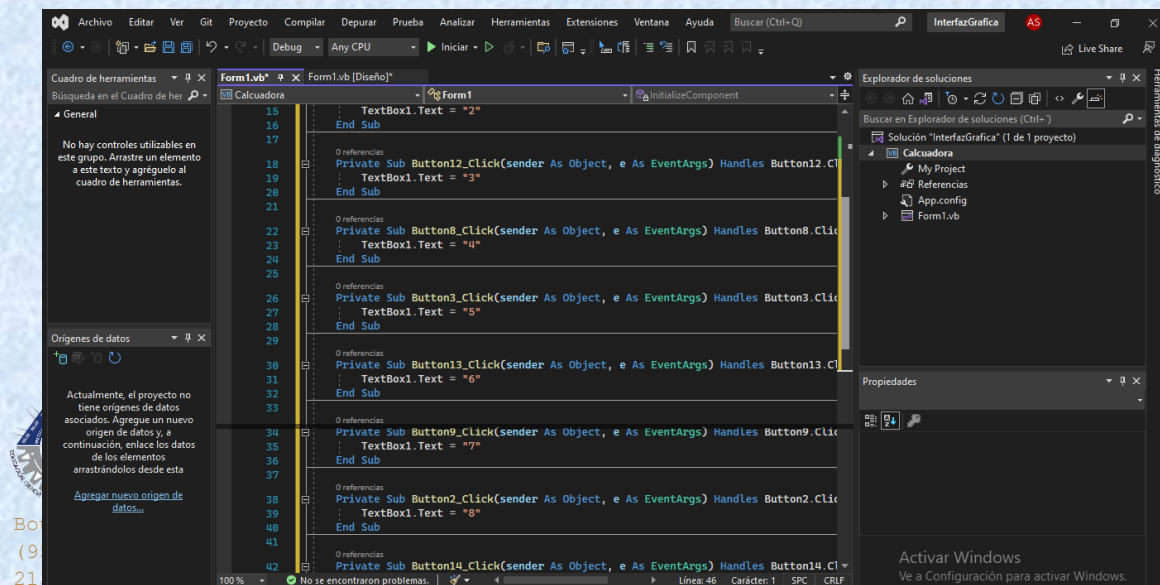 Archivo Editar Ver Git Proyecto Compilar Depurar Prueba Analizar Herramientas Extensiones Ventana Ayuda Buscar (Ctrl+Q) InterfazGrafica AS
Debug Any CPU Iniciar Live Share
Cuadro de herramientas
Búsqueda en el Cuadro de her
General
No hay controles utilizables en
este grupo. Arrastre un elemento
a este texto y agréguelo al
cuadro de herramientas.
Orígenes de datos
Actualmente, el proyecto no
tiene orígenes de datos
asociados. Agregue un nuevo
origen de datos y, a
continuación, enlace los datos
de los elementos
arrastrándolos desde esta
Agregar nuevo origen de
datos...
Form1.vb* Form1.vb [Diseño]*
Calcuadora Form1 InitializeComponent
15 TextBox1.Text = "2"
16 End Sub
17
0 referencias
18 Private Sub Button12_Click(sender As Object, e As EventArgs) Handles Button12.Cl
19 TextBox1.Text = "3"
20 End Sub
21
0 referencias
22 Private Sub Button8_Click(sender As Object, e As EventArgs) Handles Button8.Clic
23 TextBox1.Text = "4"
24 End Sub
25
0 referencias
26 Private Sub Button3_Click(sender As Object, e As EventArgs) Handles Button3.Clic
27 TextBox1.Text = "5"
28 End Sub
29
0 referencias
30 Private Sub Button13_Click(sender As Object, e As EventArgs) Handles Button13.Cl
31 TextBox1.Text = "6"
32 End Sub
33
0 referencias
34 Private Sub Button9_Click(sender As Object, e As EventArgs) Handles Button9.Clic
35 TextBox1.Text = "7"
36 End Sub
37
0 referencias
38 Private Sub Button2_Click(sender As Object, e As EventArgs) Handles Button2.Clic
39 TextBox1.Text = "8"
40 End Sub
41
0 referencias
42 Private Sub Button14_Click(sender As Object, e As EventArgs) Handles Button14.Cl
100 % No se encontraron problemas. Línea: 46 Carácter: 1 SPC CRLF
Explorador de soluciones
Buscar en Explorador de soluciones (Ctrl+´)
Solución "InterfazGrafica" (1 de 1 proyecto)
VB Calcuadora
My Project
Referencias
App.config
Form1.vb
Propiedades
Herramientas de diagnóstico
Activar Windows
Ve a Configuración para activar Windows.
Bo
(9
21